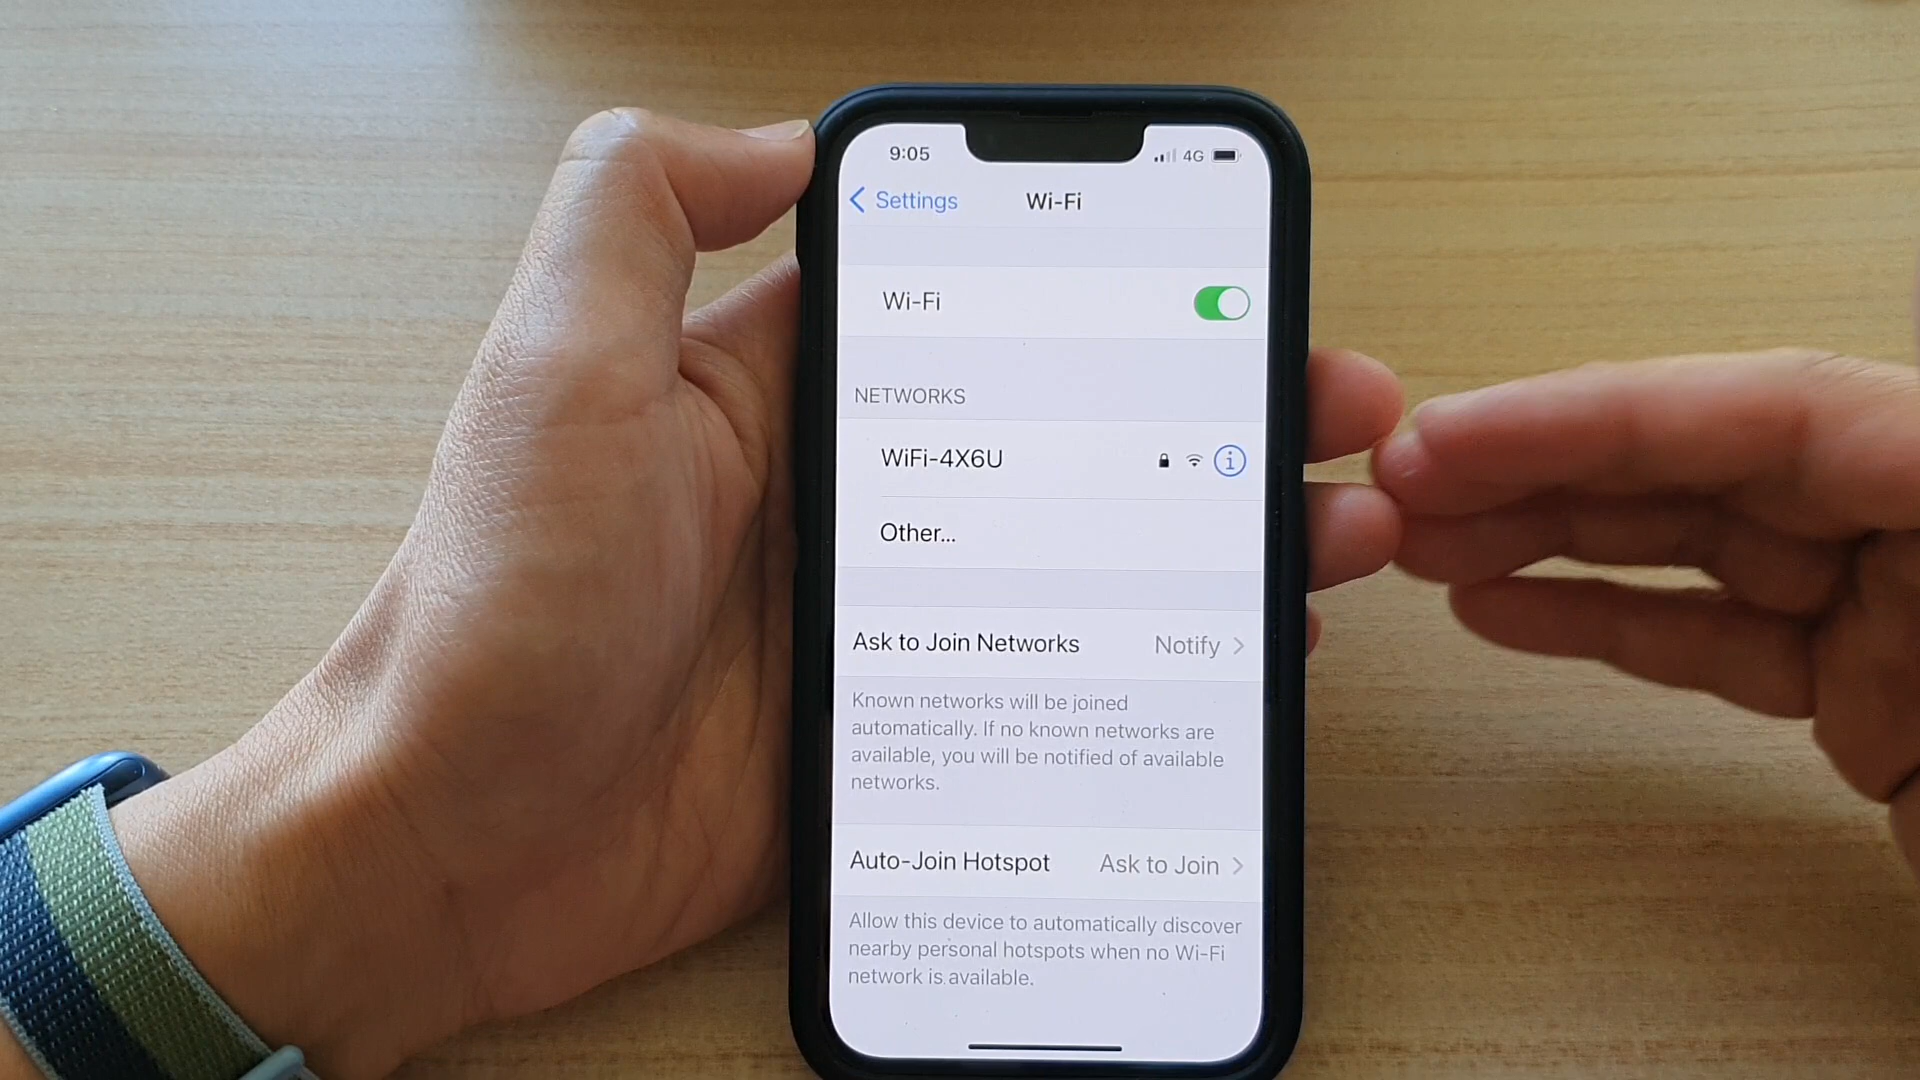 9:05 4G
Settings Wi-Fi
Wi-Fi
NETWORKS
WiFi-4X6U
Other...
Ask to Join Networks Notify
Known networks will be joined
automatically. If no known networks are
available, you will be notified of available
networks.
Auto-Join Hotspot Ask to Join
Allow this device to automatically discover
nearby personal hotspots when no Wi-Fi
network is available.